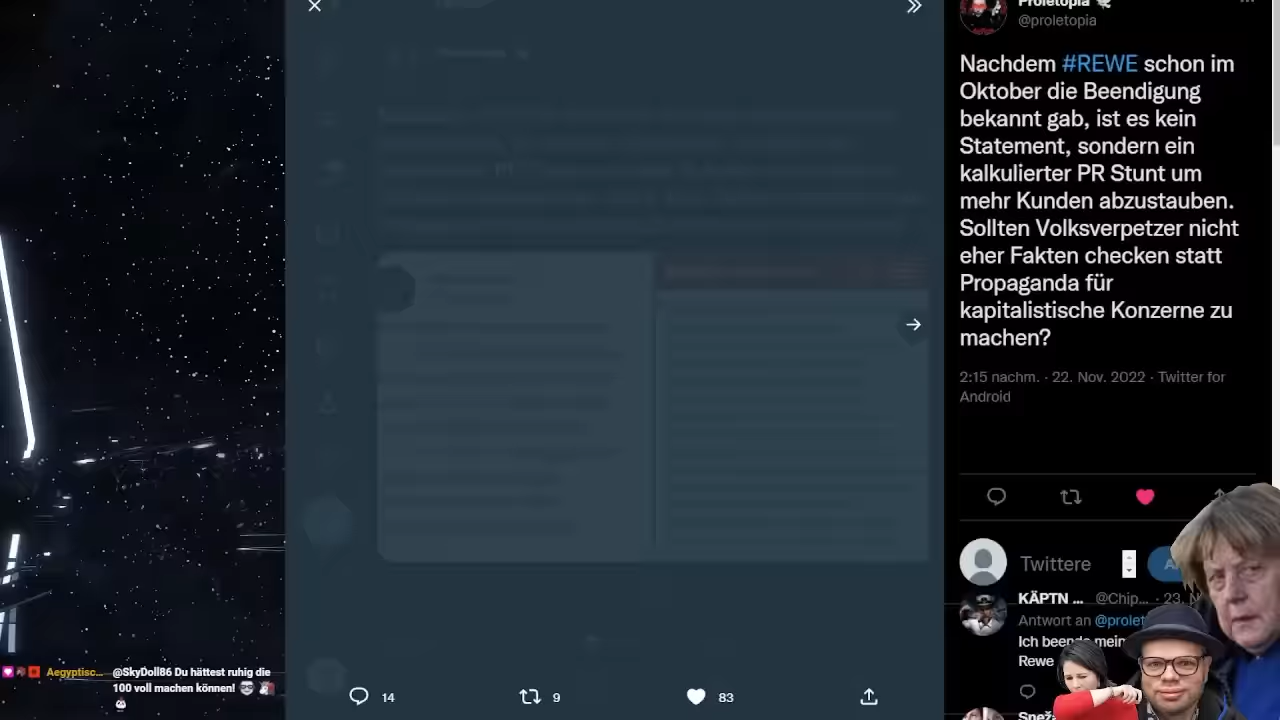 Proletopia
@proletopia
Nachdem #REWE schon im
Oktober die Beendigung
bekannt gab, ist es kein
Statement, sondern ein
kalkulierter PR Stunt um
mehr Kunden abzustauben.
Sollten Volksverpetzer nicht
eher Fakten checken statt
Propaganda für
kapitalistische Konzerne zu
machen?
2:15 nachm. · 22. Nov. 2022 · Twitter for
Android
Twittere
KÄPTN ... @Chip... · 23. N
Antwort an @prolet
Ich beende mein
Rewe
Aegyptisc... @SkyDoll86 Du hättest ruhig die
100 voll machen können!
14 9 83